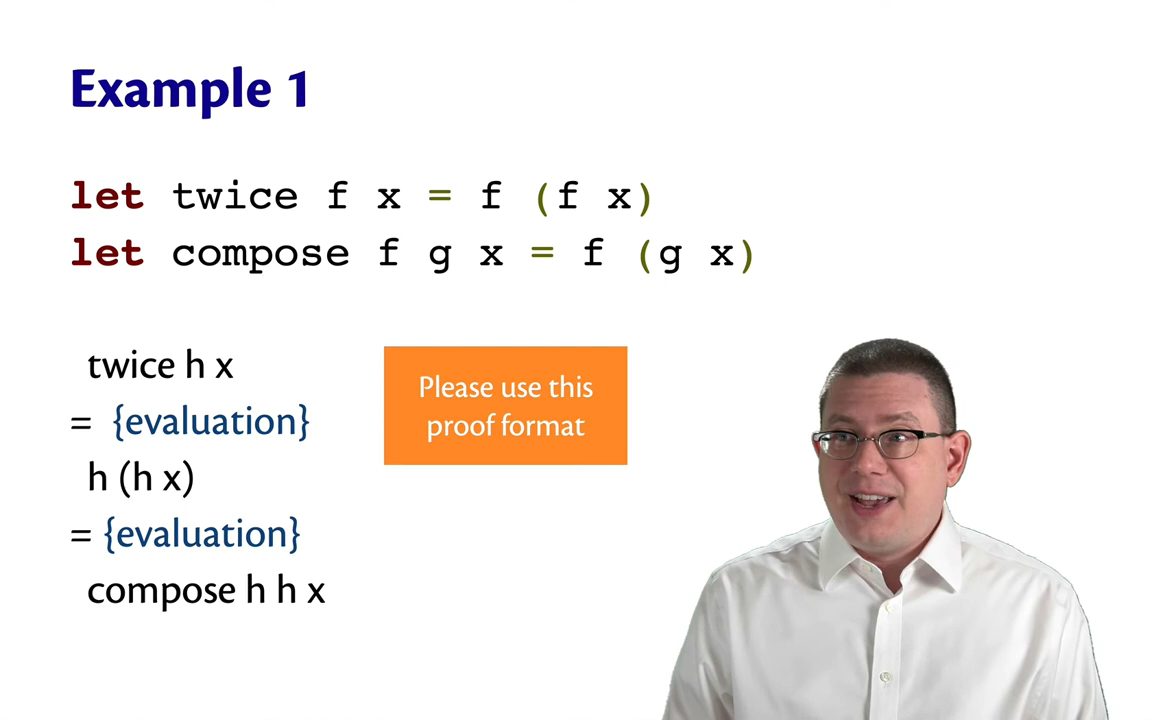 Example 1
let twice f x = f (f x)
let compose f g x = f (g x)
twice h x
= {evaluation}
h (h x)
= {evaluation}
compose h h x
Please use this
proof format